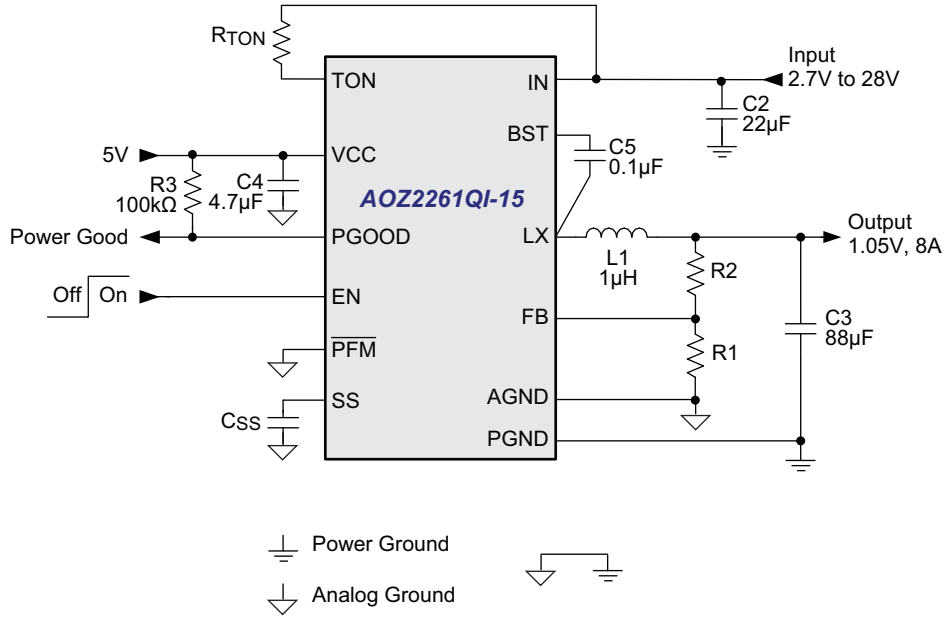 RTON
TON
IN
Input
2.7V to 28V
C2
22µF
BST
C5
0.1µF
5V
VCC
R3
100kΩ
C4
4.7µF
AOZ2261QI-15
Power Good
PGOOD
LX
L1
1µH
Output
1.05V, 8A
R2
Off
On
EN
FB
C3
88µF
R1
PFM
SS
CSS
AGND
PGND
Power Ground
Analog Ground